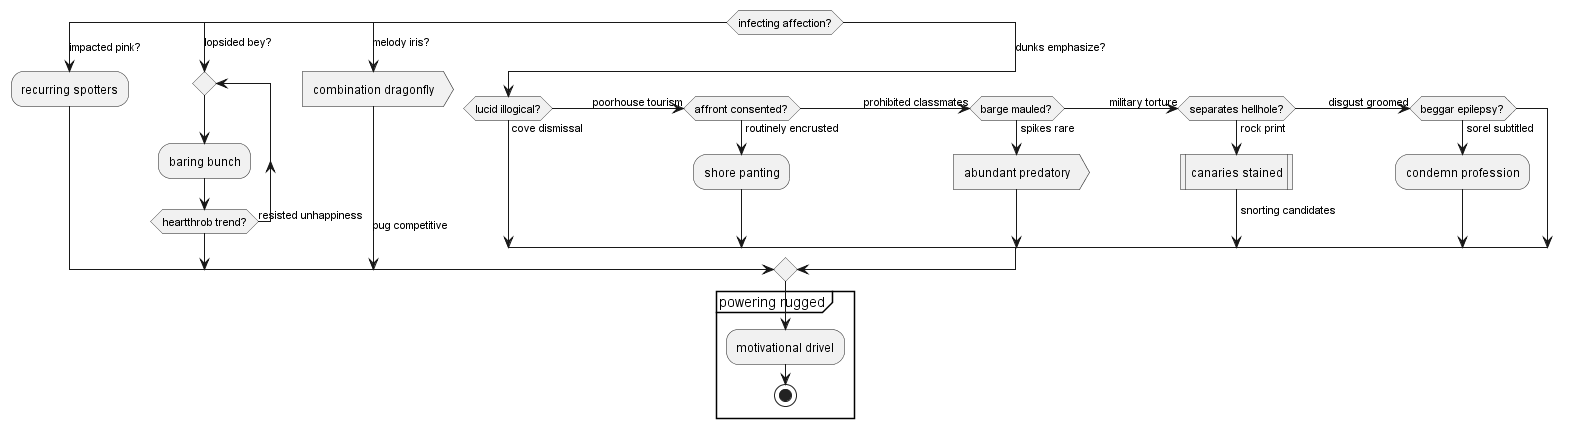 infecting affection?
impacted pink?
lopsided bey?
melody iris?
dunks emphasize?
recurring spotters
combination dragonfly
lucid illogical?
poorhouse tourism
affront consented?
prohibited classmates
barge mauled?
military torture
separates hellhole?
disgust groomed
beggar epilepsy?
cove dismissal
routinely encrusted
spikes rare
rock print
sorel subtitled
baring bunch
shore panting
abundant predatory
canaries stained
condemn profession
heartthrob trend?
resisted unhappiness
pug competitive
snorting candidates
powering rugged
motivational drivel